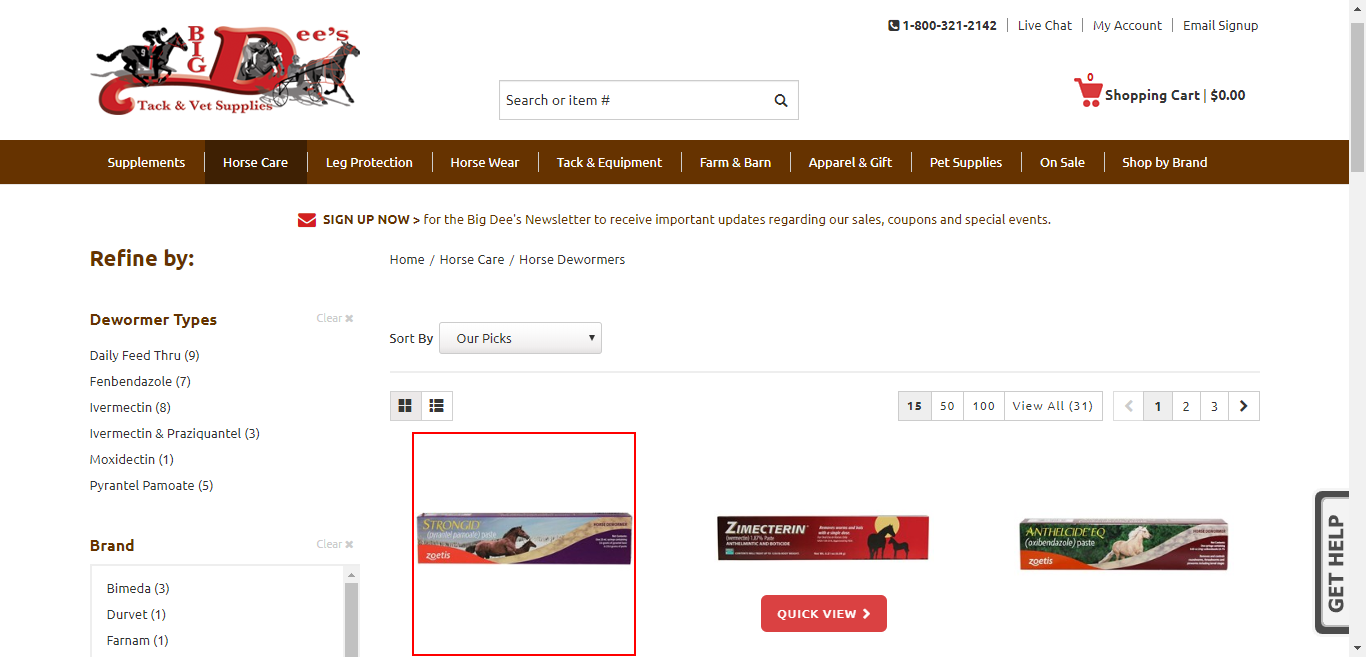 BIG Dee's
Tack & Vet Supplies
1-800-321-2142
Live Chat
My Account
Email Signup
Search or item #
0
Shopping Cart | $0.00
Supplements
Horse Care
Leg Protection
Horse Wear
Tack & Equipment
Farm & Barn
Apparel & Gift
Pet Supplies
On Sale
Shop by Brand
SIGN UP NOW > for the Big Dee's Newsletter to receive important updates regarding our sales, coupons and special events.
Refine by:
Home / Horse Care / Horse Dewormers
Dewormer Types
Clear ✖
Daily Feed Thru (9)
Fenbendazole (7)
Ivermectin (8)
Ivermectin & Praziquantel (3)
Moxidectin (1)
Pyrantel Pamoate (5)
Brand
Clear ✖
Bimeda (3)
Durvet (1)
Farnam (1)
Sort By
Our Picks
15
50
100
View All (31)
1
2
3
STRONGID
(pyrantel pamoate) paste
zoetis
HORSE DEWORMER
ZIMECTERIN
(ivermectin) 1.87% Paste
ANTHELMINTIC AND BOTICIDE
Removes worms and bots
with a single dose.
QUICK VIEW
ANTHELCIDE EQ
(oxibendazole) paste
zoetis
HORSE DEWORMER
GET HELP